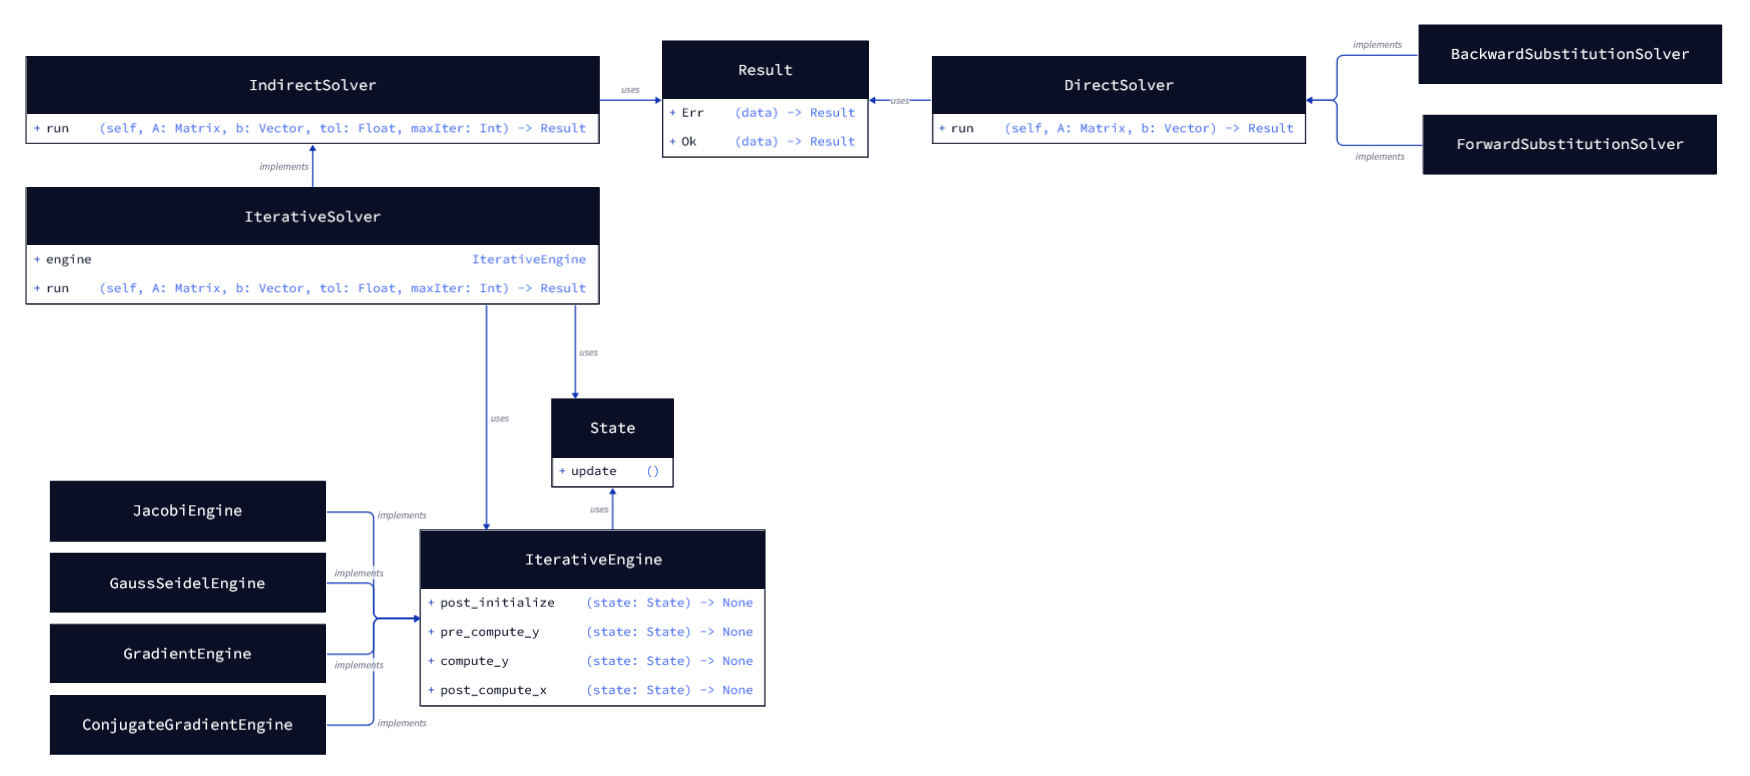 IndirectSolver
+ run (self, A: Matrix, b: Vector, tol: Float, maxIter: Int) -> Result
uses
Result
+ Err (data) -> Result
+ Ok (data) -> Result
uses
DirectSolver
+ run (self, A: Matrix, b: Vector) -> Result
implements
BackwardSubstitutionSolver
implements
ForwardSubstitutionSolver
implements
IterativeSolver
+ engine IterativeEngine
+ run (self, A: Matrix, b: Vector, tol: Float, maxIter: Int) -> Result
uses
uses
State
+ update ()
uses
JacobiEngine
implements
GaussSeidelEngine
implements
GradientEngine
implements
ConjugateGradientEngine
implements
IterativeEngine
+ post_initialize (state: State) -> None
+ pre_compute_y (state: State) -> None
+ compute_y (state: State) -> None
+ post_compute_x (state: State) -> None